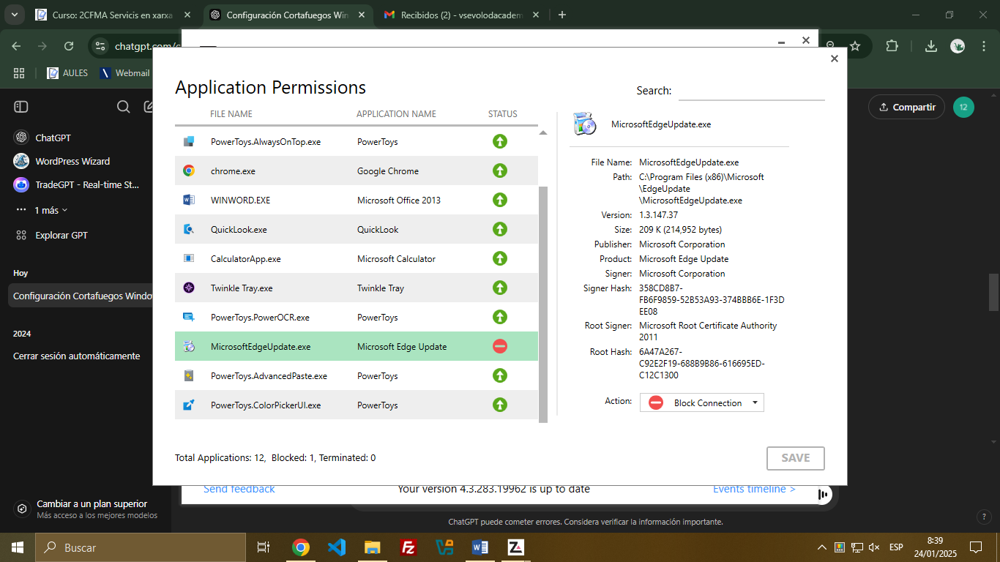 Curso: 2CFMA Servicis en xarxa
Configuración Cortafuegos Win
Recibidos (2) - vsevolodacadem
chatgpt.com/c
AULES
Webmail
ChatGPT
WordPress Wizard
TradeGPT - Real-time St...
1 más
Explorar GPT
Hoy
Configuración Cortafuegos Windo
2024
Cerrar sesión automáticamente
Cambiar a un plan superior
Más acceso a los mejores modelos
Compartir
12
Application Permissions
Search:
FILE NAME APPLICATION NAME STATUS
PowerToys.AlwaysOnTop.exe PowerToys
chrome.exe Google Chrome
WINWORD.EXE Microsoft Office 2013
QuickLook.exe QuickLook
CalculatorApp.exe Microsoft Calculator
Twinkle Tray.exe Twinkle Tray
PowerToys.PowerOCR.exe PowerToys
MicrosoftEdgeUpdate.exe Microsoft Edge Update
PowerToys.AdvancedPaste.exe PowerToys
PowerToys.ColorPickerUI.exe PowerToys
Total Applications: 12, Blocked: 1, Terminated: 0
MicrosoftEdgeUpdate.exe
File Name: MicrosoftEdgeUpdate.exe
Path: C:\Program Files (x86)\Microsoft
\EdgeUpdate
\MicrosoftEdgeUpdate.exe
Version: 1.3.147.37
Size: 209 K (214,952 bytes)
Publisher: Microsoft Corporation
Product: Microsoft Edge Update
Signer: Microsoft Corporation
Signer Hash: 358CD8B7-
FB6F9859-52B53A93-374BBB6E-1F3D
EE08
Root Signer: Microsoft Root Certificate Authority
2011
Root Hash: 6A47A267-
C92E2F19-688B9B86-616695ED-
C12C1300
Action: Block Connection
SAVE
Send feedback
Your version 4.3.283.19962 is up to date
Events timeline >
ChatGPT puede cometer errores. Considera verificar la información importante.
?
Buscar
ESP
8:39
24/01/2025